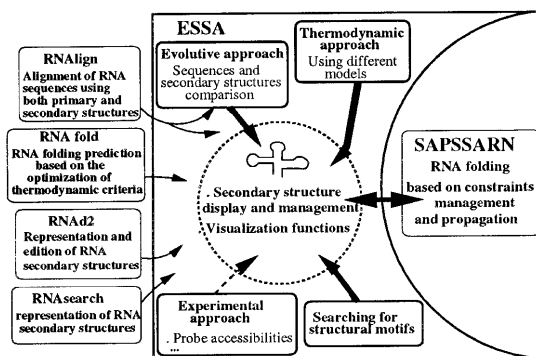 ESSA
RNAlign
Alignment of RNA
sequences using
both primary and
secondary structures
RNA fold
RNA folding prediction
based on the
optimization of
thermodynamic criteria
RNAd2
Representation and
edition of RNA
secondary structures
RNAsearch
representation of RNA
secondary structures
Evolutive approach
Sequences and
secondary structures
comparison
Thermodynamic
approach
Using different
models
. Secondary structure
display and management
. Visualization functions
SAPSSARN
RNA folding
based on constraints
management
and propagation
Experimental
approach
. Probe accessibilities
...
Searching for
structural motifs